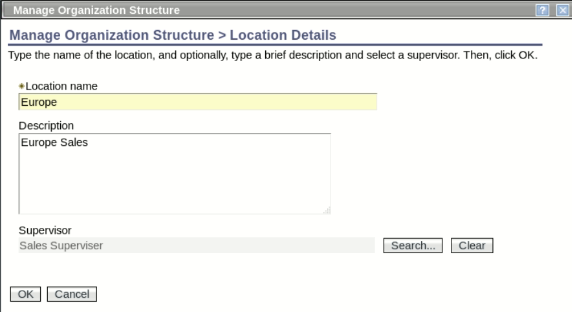 Manage Organization Structure
?
Manage Organization Structure > Location Details
Type the name of the location, and optionally, type a brief description and select a supervisor. Then, click OK.
*Location name
Europe
Description
Europe Sales
Supervisor
Sales Superviser
Search... Clear
OK Cancel